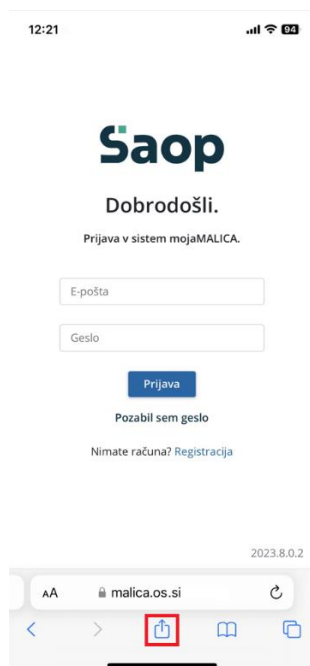 12:21
94
Saop
Dobrodošli.
Prijava v sistem mojaMALICA.
E-pošta
Geslo
Prijava
Pozabil sem geslo
Nimate računa? Registracija
2023.8.0.2
AA malica.os.si